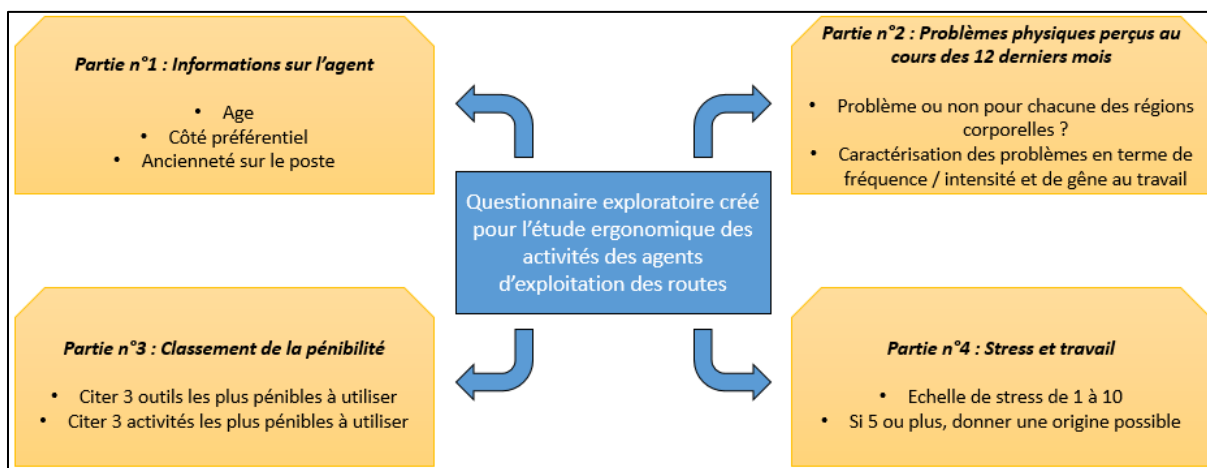 Partie n°1 : Informations sur l'agent
• Age
• Côté préférentiel
• Ancienneté sur le poste
Partie n°2 : Problèmes physiques perçus au
cours des 12 derniers mois
• Problème ou non pour chacune des régions
corporelles ?
• Caractérisation des problèmes en terme de
fréquence / intensité et de gêne au travail
Questionnaire exploratoire créé
pour l'étude ergonomique des
activités des agents
d'exploitation des routes
Partie n°3 : Classement de la pénibilité
• Citer 3 outils les plus pénibles à utiliser
• Citer 3 activités les plus pénibles à utiliser
Partie n°4 : Stress et travail
• Echelle de stress de 1 à 10
• Si 5 ou plus, donner une origine possible